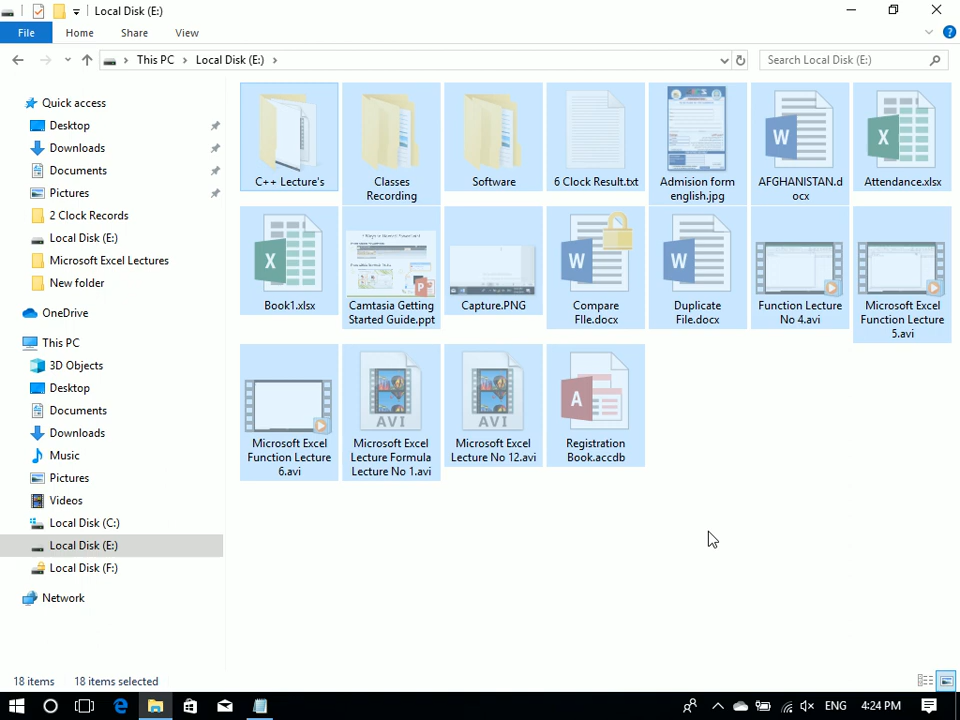 Local Disk (E:)
File Home Share View
This PC Local Disk (E:) Search Local Disk (E:)
Quick access
Desktop
Downloads
Documents
Pictures
2 Clock Records
Local Disk (E:)
Microsoft Excel Lectures
New folder
OneDrive
This PC
3D Objects
Desktop
Documents
Downloads
Music
Pictures
Videos
Local Disk (C:)
Local Disk (E:)
Local Disk (F:)
Network
C++ Lecture's
Classes
Recording
Software
6 Clock Result.txt
Admision form
english.jpg
AFGHANISTAN.d
ocx
Attendance.xlsx
Book1.xlsx
Camtasia Getting
Started Guide.ppt
Capture.PNG
Compare
FIle.docx
Duplicate
File.docx
Function Lecture
No 4.avi
Microsoft Excel
Function Lecture
5.avi
Microsoft Excel
Function Lecture
6.avi
AVI
Microsoft Excel
Lecture Formula
Lecture No 1.avi
AVI
Microsoft Excel
Lecture No 12.avi
Registration
Book.accdb
18 items 18 items selected
ENG 4:24 PM